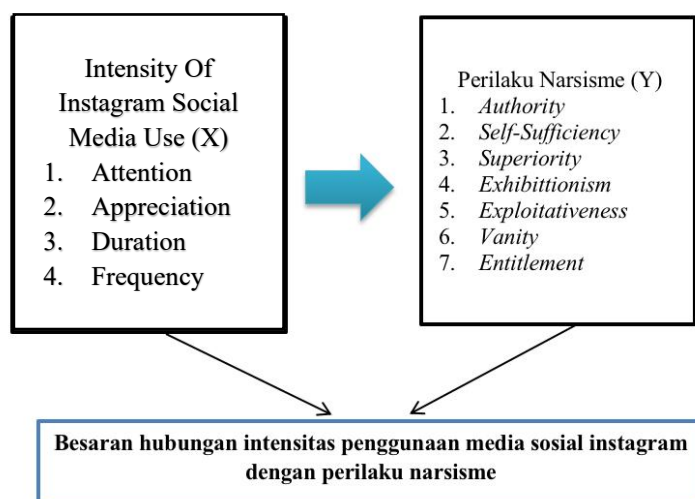 Intensity Of
Instagram Social
Media Use (X)
1. Attention
2. Appreciation
3. Duration
4. Frequency
Perilaku Narsisme (Y)
1. Authority
2. Self-Sufficiency
3. Superiority
4. Exhibittionism
5. Exploitativeness
6. Vanity
7. Entitlement
Besaran hubungan intensitas penggunaan media sosial instagram
dengan perilaku narsisme